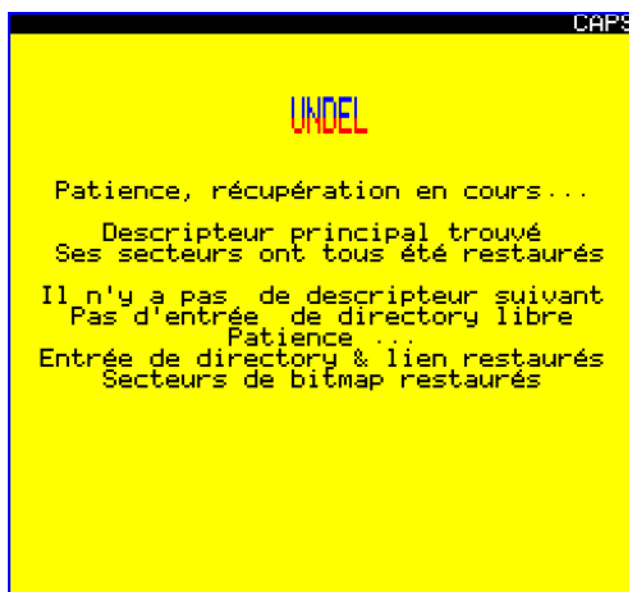 CAPS
UNDEL
Patience, récupération en cours...
Descripteur principal trouvé
Ses secteurs ont tous été restaurés
Il n'y a pas  de descripteur suivant
Pas d'entrée  de directory libre
Patience ...
Entrée de directory & lien restaurés
Secteurs de bitmap restaurés